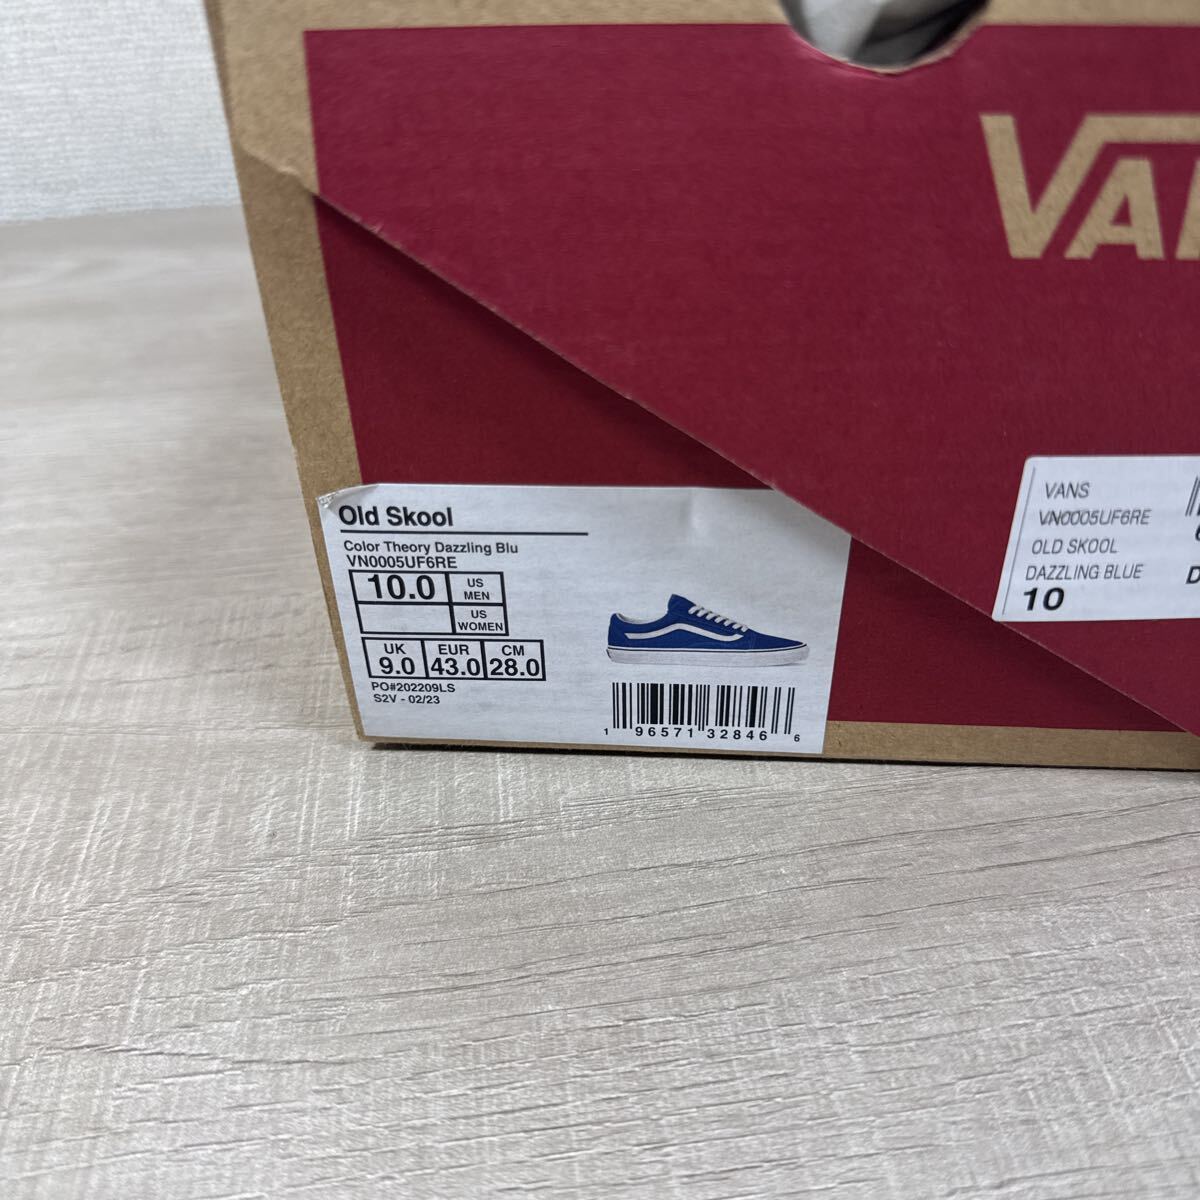 VA
Old Skool
Color Theory Dazzling Blu
VN0005UF6RE
10.0 US MEN
US WOMEN
UK EUR CM
9.0 43.0 28.0
PO#202209LS
S2V - 02/23
1 96571 32846 6
VANS
VN0005UF6RE
OLD SKOOL
DAZZLING BLUE
10